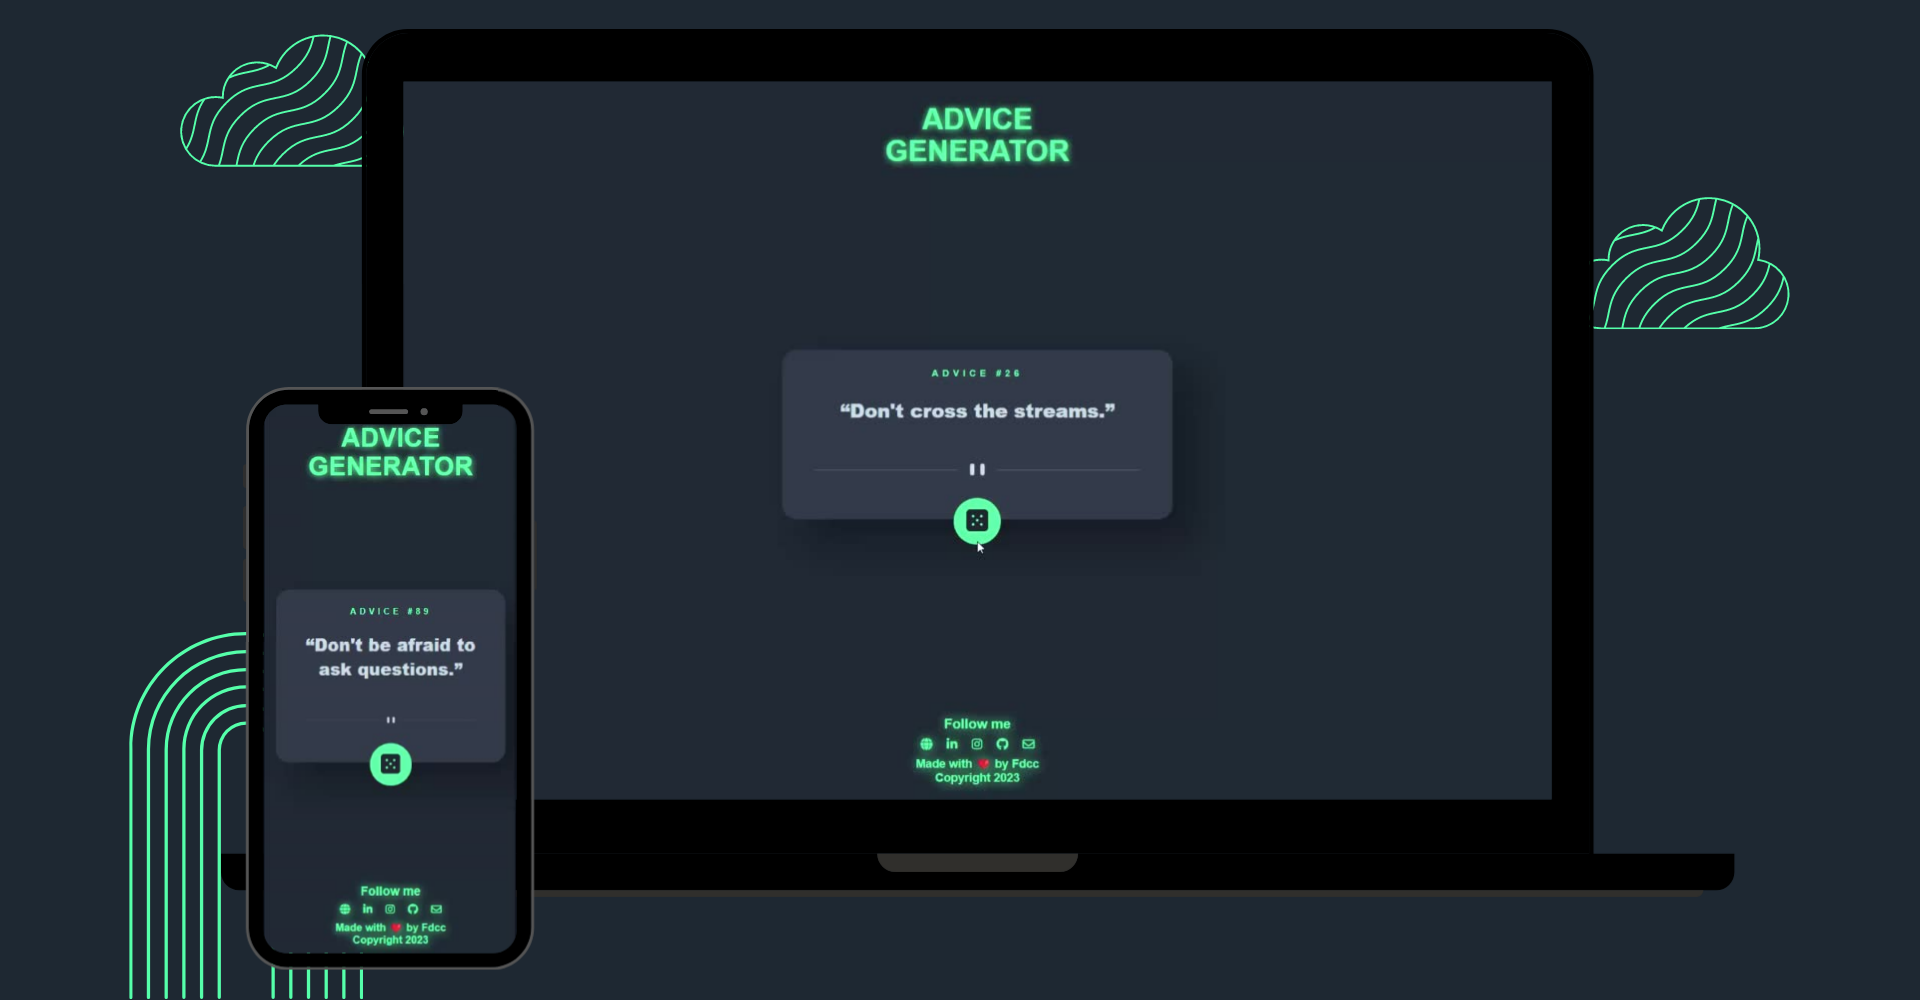 ADVICE
GENERATOR
ADVICE #26
“Don't cross the streams.”
Follow me
in
Made with ❤️ by Fdcc
Copyright 2023
ADVICE
GENERATOR
ADVICE #89
“Don't be afraid to
ask questions.”
Follow me
in
Made with ❤️ by Fdcc
Copyright 2023